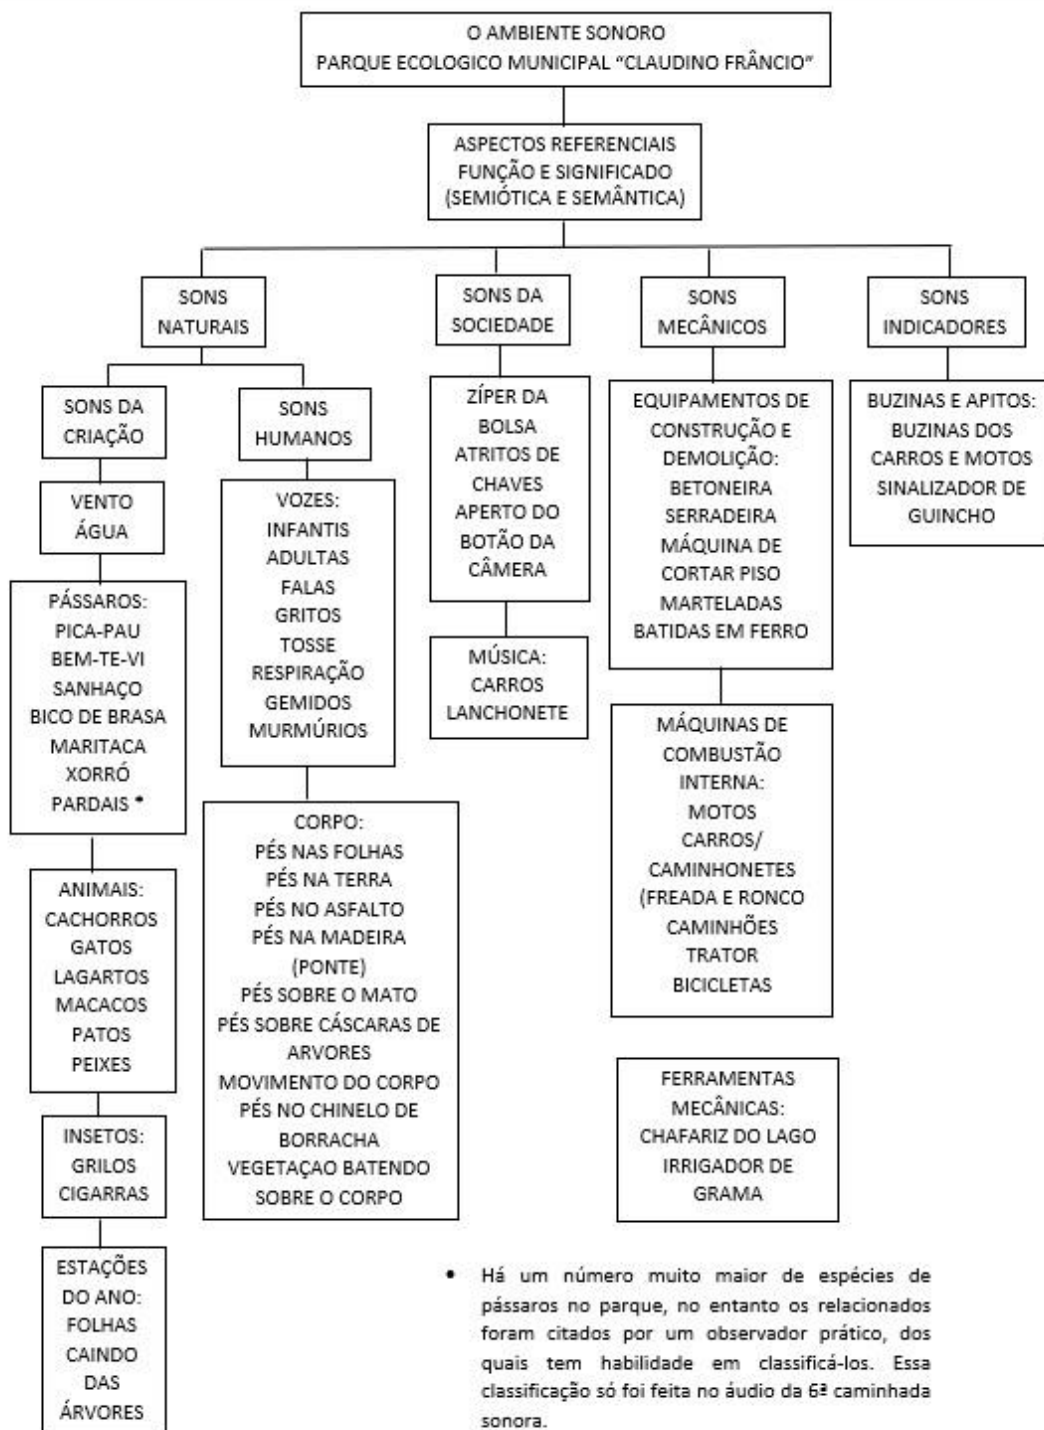 O AMBIENTE SONORO
PARQUE ECOLOGICO MUNICIPAL “CLAUDINO FRÂNCIO”
ASPECTOS REFERENCIAIS
FUNÇÃO E SIGNIFICADO
(SEMIÓTICA E SEMÂNTICA)
SONS
NATURAIS
SONS DA
SOCIEDADE
SONS
MECÂNICOS
SONS
INDICADORES
SONS DA
CRIAÇÃO
SONS
HUMANOS
VENTO
ÁGUA
PÁSSAROS:
PICA-PAU
BEM-TE-VI
SANHAÇO
BICO DE BRASA
MARITACA
XORRÓ
PARDAIS *
ANIMAIS:
CACHORROS
GATOS
LAGARTOS
MACACOS
PATOS
PEIXES
INSETOS:
GRILOS
CIGARRAS
ESTAÇÕES
DO ANO:
FOLHAS
CAINDO
DAS
ÁRVORES
VOZES:
INFANTIS
ADULTAS
FALAS
GRITOS
TOSSE
RESPIRAÇÃO
GEMIDOS
MURMÚRIOS
CORPO:
PÉS NAS FOLHAS
PÉS NA TERRA
PÉS NO ASFALTO
PÉS NA MADEIRA
(PONTE)
PÉS SOBRE O MATO
PÉS SOBRE CÁSCARAS DE
ARVORES
MOVIMENTO DO CORPO
PÉS NO CHINELO DE
BORRACHA
VEGETAÇAO BATENDO
SOBRE O CORPO
ZÍPER DA
BOLSA
ATRITOS DE
CHAVES
APERTO DO
BOTÃO DA
CÂMERA
MÚSICA:
CARROS
LANCHONETE
EQUIPAMENTOS DE
CONSTRUÇÃO E
DEMOLIÇÃO:
BETONEIRA
SERRADEIRA
MÁQUINA DE
CORTAR PISO
MARTELADAS
BATIDAS EM FERRO
MÁQUINAS DE
COMBUSTÃO
INTERNA:
MOTOS
CARROS/
CAMINHONETES
(FREADA E RONCO
CAMINHÕES
TRATOR
BICICLETAS
FERRAMENTAS
MECÂNICAS:
CHAFARIZ DO LAGO
IRRIGADOR DE
GRAMA
BUZINAS E APITOS:
BUZINAS DOS
CARROS E MOTOS
SINALIZADOR DE
GUINCHO
• Há um número muito maior de espécies de
pássaros no parque, no entanto os relacionados
foram citados por um observador prático, dos
quais tem habilidade em classificá-los. Essa
classificação só foi feita no áudio da 6ª caminhada
sonora.